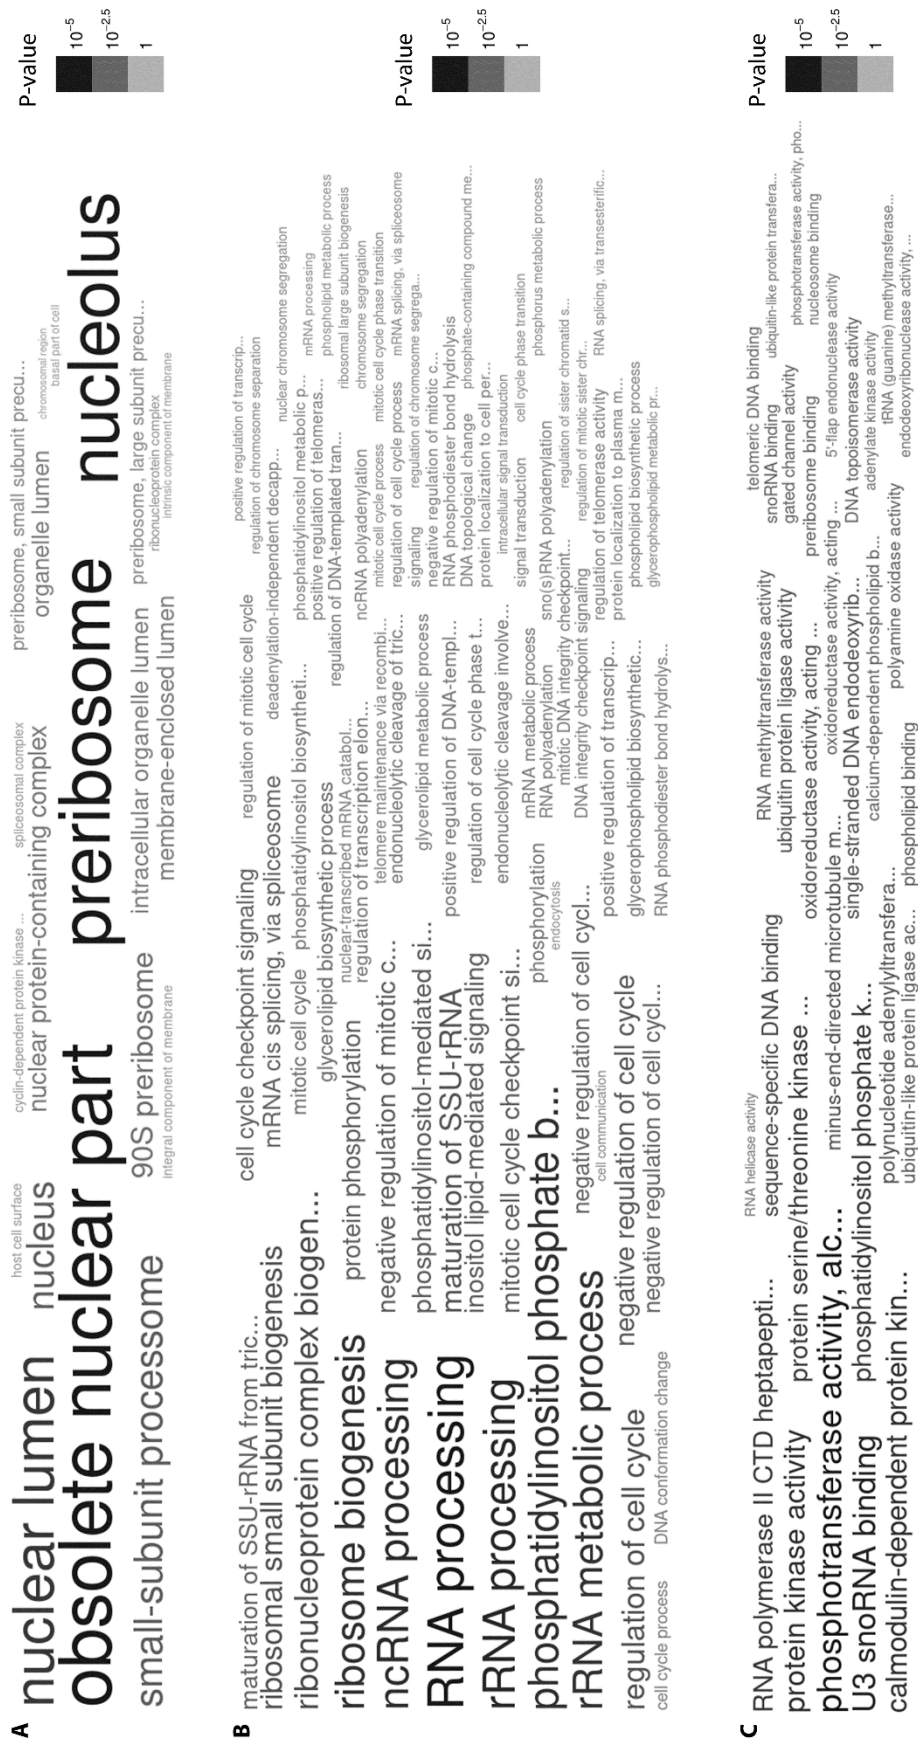 A
nuclear lumen
host cell surface
nucleus
cyclin-dependent protein kinase ...
spliceosomal complex
nuclear protein-containing complex
preribosome, small subunit precu...
organelle lumen
chromosomal region
basal part of cell
obsolete nuclear part
preribosome
nucleolus
small-subunit processome
90S preribosome
integral component of membrane
intracellular organelle lumen
membrane-enclosed lumen
preribosome, large subunit precu...
ribonucleoprotein complex
intrinsic component of membrane
P-value
10-5
10-2.5
1
B
maturation of SSU-rRNA from tric...
ribosomal small subunit biogenesis
ribonucleoprotein complex biogen...
ribosome biogenesis
ncRNA processing
RNA processing
rRNA processing
phosphatidylinositol phosphate b...
rRNA metabolic process
regulation of cell cycle
cell cycle process
DNA conformation change
cell cycle checkpoint signaling
mRNA cis splicing, via spliceosome
mitotic cell cycle
phosphatidylinositol biosyntheti...
glycerolipid biosynthetic process
nuclear-transcribed mRNA catabol...
protein phosphorylation
regulation of transcription elon...
negative regulation of mitotic c...
phosphatidylinositol-mediated si...
maturation of SSU-rRNA
inositol lipid-mediated signaling
mitotic cell cycle checkpoint si...
phosphorylation
endocytosis
negative regulation of cell cycl...
cell communication
negative regulation of cell cycle
negative regulation of cell cycl...
regulation of mitotic cell cycle
deadenylation-independent decapp...
telomere maintenance via recombi...
endonucleolytic cleavage of tric...
glycerolipid metabolic process
positive regulation of DNA-templ...
regulation of cell cycle phase t...
endonucleolytic cleavage involve...
mRNA metabolic process
RNA polyadenylation
mitotic DNA integrity checkpoint...
DNA integrity checkpoint signaling
positive regulation of transcrip...
glycerophospholipid biosynthetic...
RNA phosphodiester bond hydrolys...
positive regulation of transcrip...
regulation of chromosome separation
nuclear chromosome segregation
phosphatidylinositol metabolic p...
mRNA processing
positive regulation of telomeras...
phospholipid metabolic process
regulation of DNA-templated tran...
ribosomal large subunit biogenesis
ncRNA polyadenylation
chromosome segregation
mitotic cell cycle process
mitotic cell cycle phase transition
regulation of cell cycle process
mRNA splicing, via spliceosome
signaling
regulation of chromosome segrega...
negative regulation of mitotic c...
RNA phosphodiester bond hydrolysis
DNA topological change
phosphate-containing compound me...
protein localization to cell per...
intracellular signal transduction
signal transduction
cell cycle phase transition
phosphorus metabolic process
sno(s)RNA polyadenylation
regulation of sister chromatid s...
regulation of mitotic sister chr...
regulation of telomerase activity
RNA splicing, via transesterific...
protein localization to plasma m...
phospholipid biosynthetic process
glycerophospholipid metabolic pr...
P-value
10-5
10-2.5
1
C
RNA polymerase II CTD heptapepti...
protein kinase activity
phosphotransferase activity, alc...
U3 snoRNA binding
calmodulin-dependent protein kin...
RNA helicase activity
sequence-specific DNA binding
protein serine/threonine kinase ...
minus-end-directed microtubule m...
phosphatidylinositol phosphate k...
polynucleotide adenylyltransfera...
ubiquitin-like protein ligase ac...
RNA methyltransferase activity
ubiquitin protein ligase activity
oxidoreductase activity, acting ...
oxidoreductase activity, acting ...
single-stranded DNA endodeoxyrib...
calcium-dependent phospholipid b...
polyamine oxidase activity
phospholipid binding
telomeric DNA binding
snoRNA binding
ubiquitin-like protein transfera...
gated channel activity
phosphotransferase activity, pho...
preribosome binding
nucleosome binding
5'-flap endonuclease activity
DNA topoisomerase activity
adenylate kinase activity
tRNA (guanine) methyltransferase...
endodeoxyribonuclease activity, ...
P-value
10-5
10-2.5
1